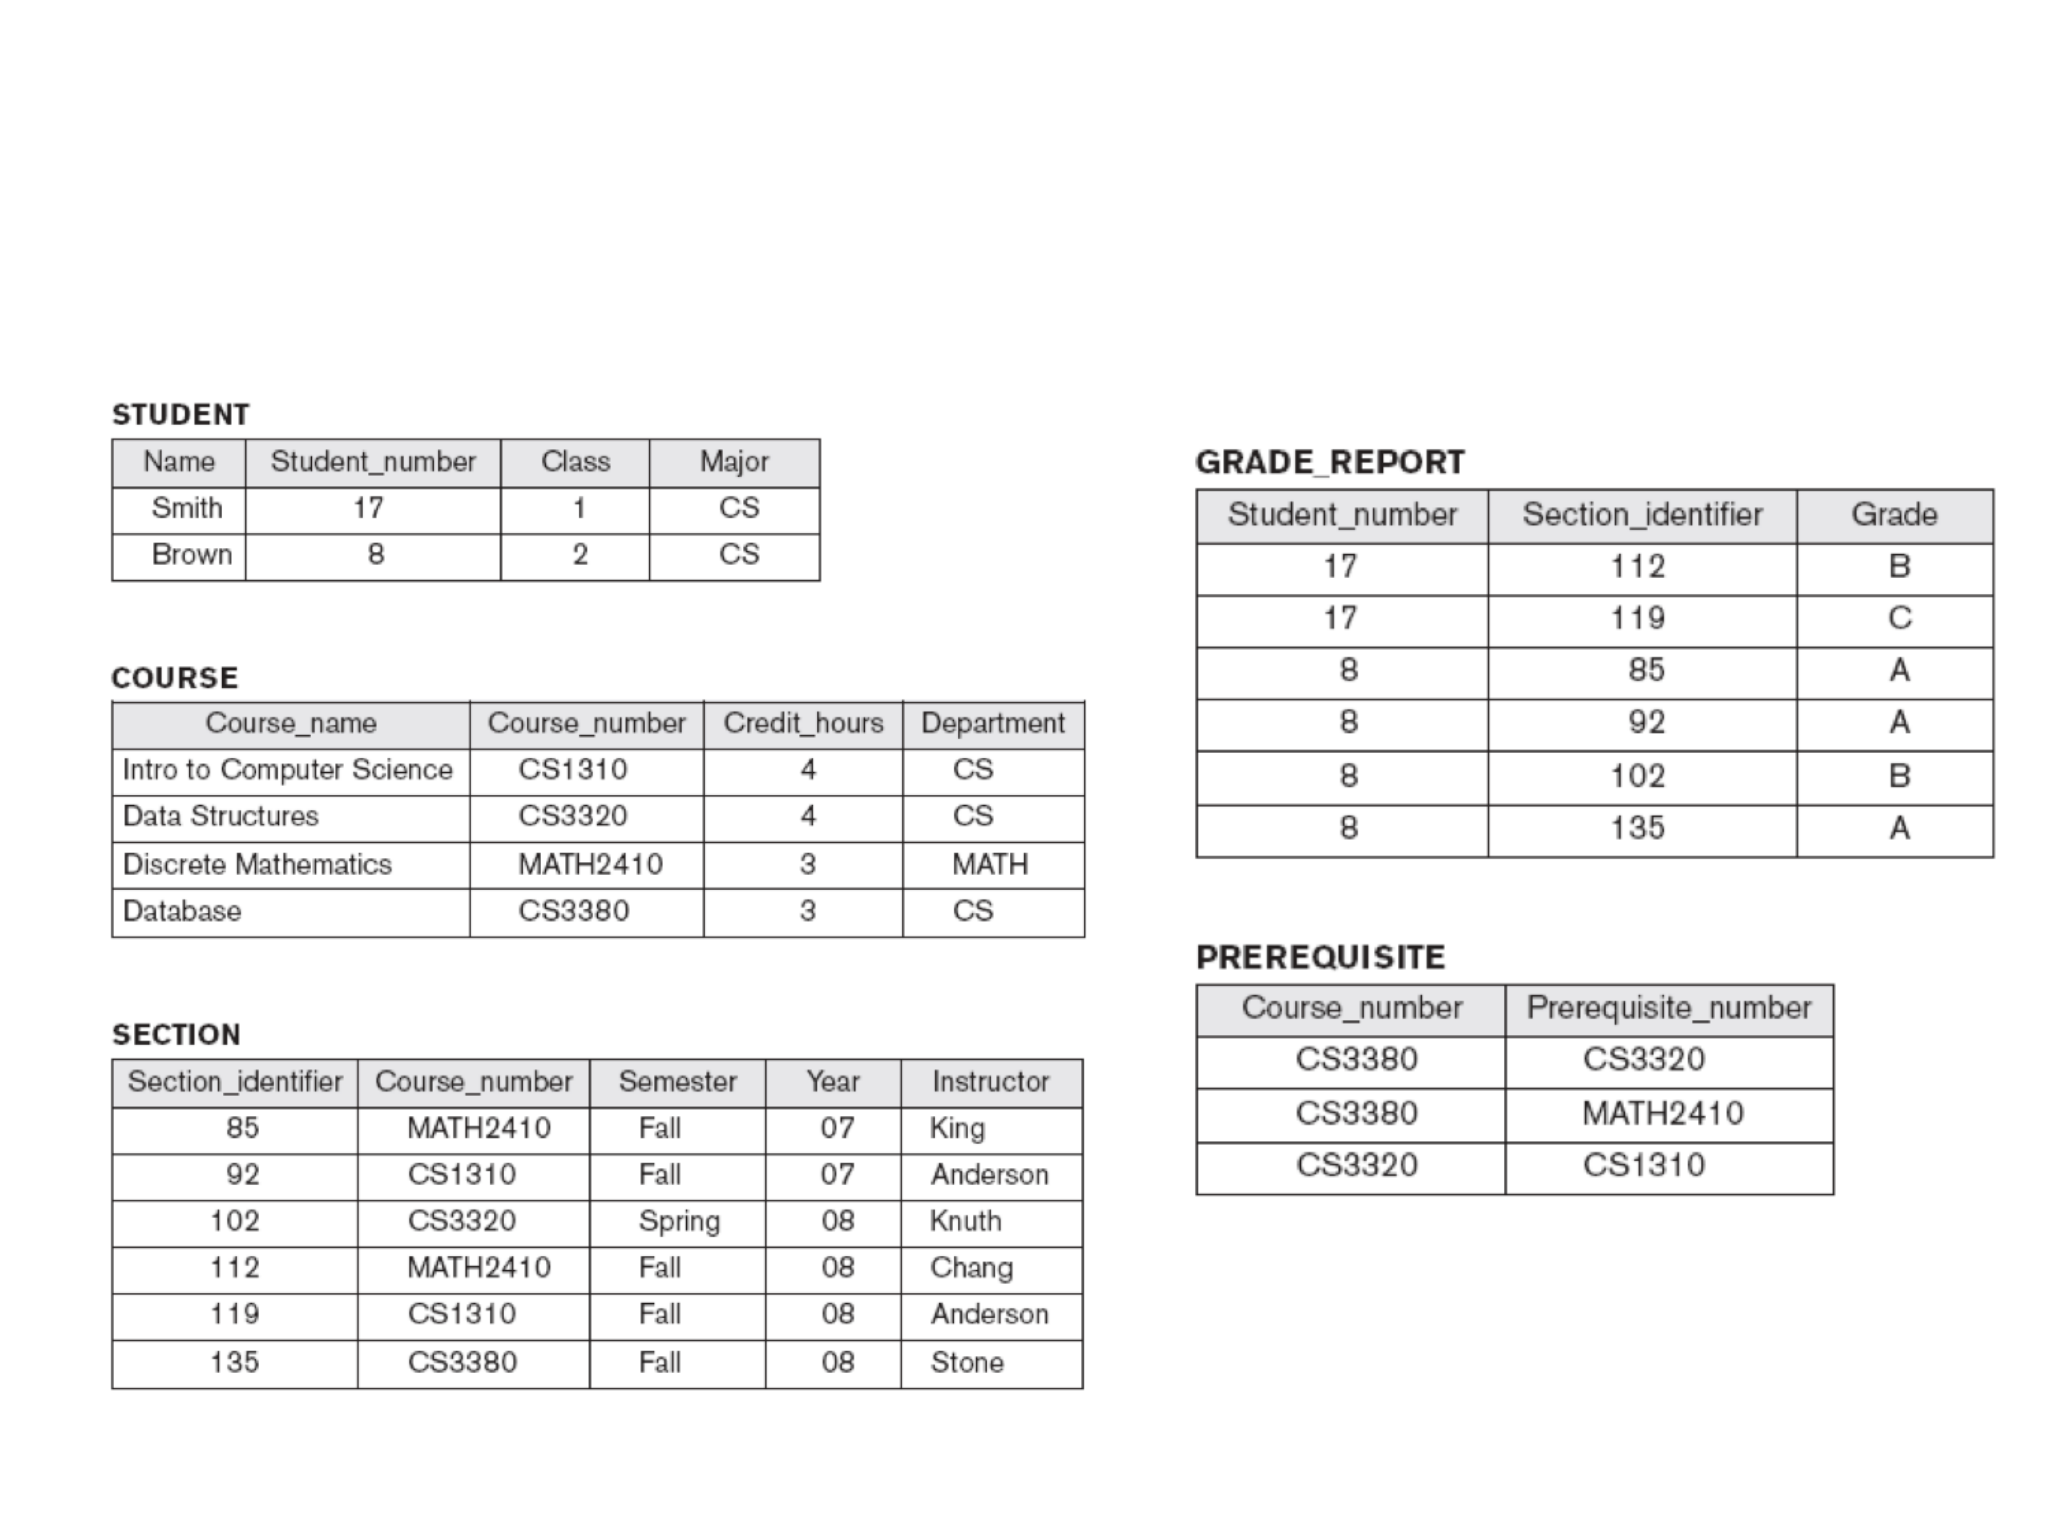 STUDENT
Name Student_number Class Major
Smith 17 1 CS
Brown 8 2 CS
COURSE
Course_name Course_number Credit_hours Department
Intro to Computer Science CS1310 4 CS
Data Structures CS3320 4 CS
Discrete Mathematics MATH2410 3 MATH
Database CS3380 3 CS
SECTION
Section_identifier Course_number Semester Year Instructor
85 MATH2410 Fall 07 King
92 CS1310 Fall 07 Anderson
102 CS3320 Spring 08 Knuth
112 MATH2410 Fall 08 Chang
119 CS1310 Fall 08 Anderson
135 CS3380 Fall 08 Stone
GRADE_REPORT
Student_number Section_identifier Grade
17 112 B
17 119 C
8 85 A
8 92 A
8 102 B
8 135 A
PREREQUISITE
Course_number Prerequisite_number
CS3380 CS3320
CS3380 MATH2410
CS3320 CS1310